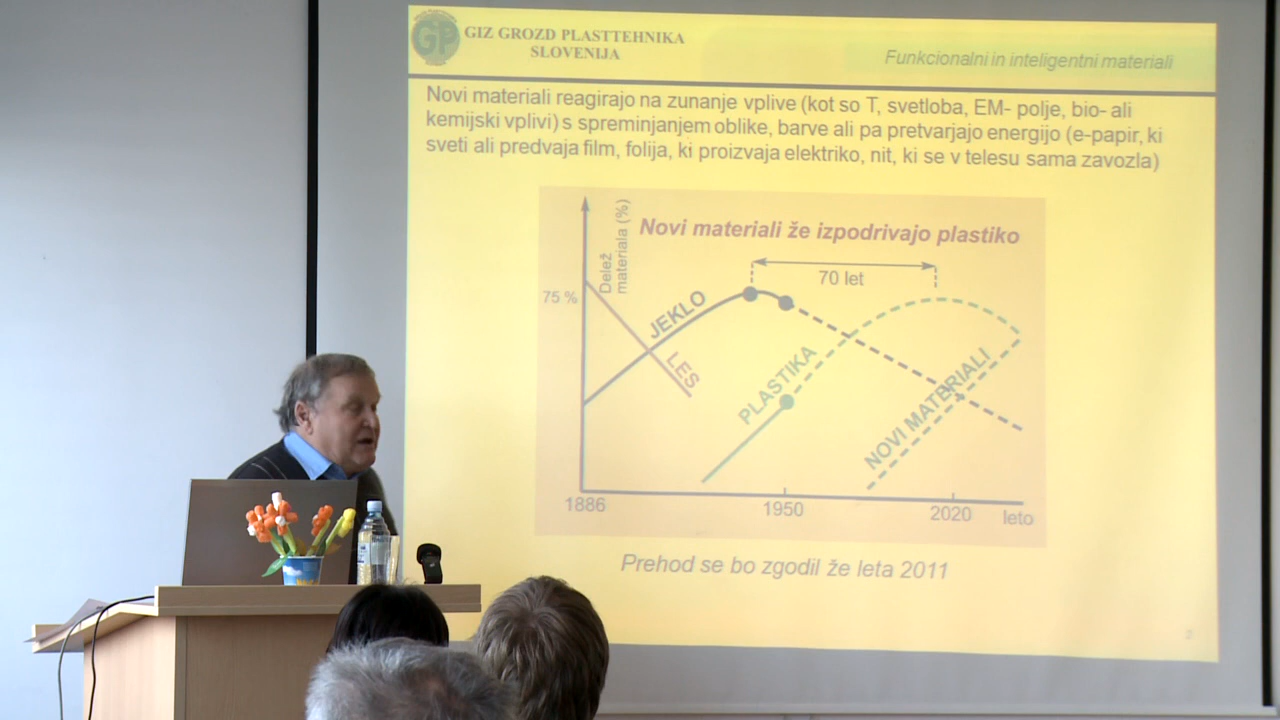 GP
GIZ GROZD PLASTTEHNIKA
SLOVENIJA
Funkcionalni in inteligentni materiali
Novi materiali reagirajo na zunanje vplive (kot so T, svetloba, EM- polje, bio- ali
kemijski vplivi) s spreminjanjem oblike, barve ali pa pretvarjajo energijo (e-papir, ki
sveti ali predvaja film, folija, ki proizvaja elektriko, nit, ki se v telesu sama zavozla)
Delež
materiala (%)
Novi materiali že izpodrivajo plastiko
70 let
75 %
JEKLO
LES
PLASTIKA
NOVI MATERIALI
1886
1950
2020
leto
Prehod se bo zgodil že leta 2011